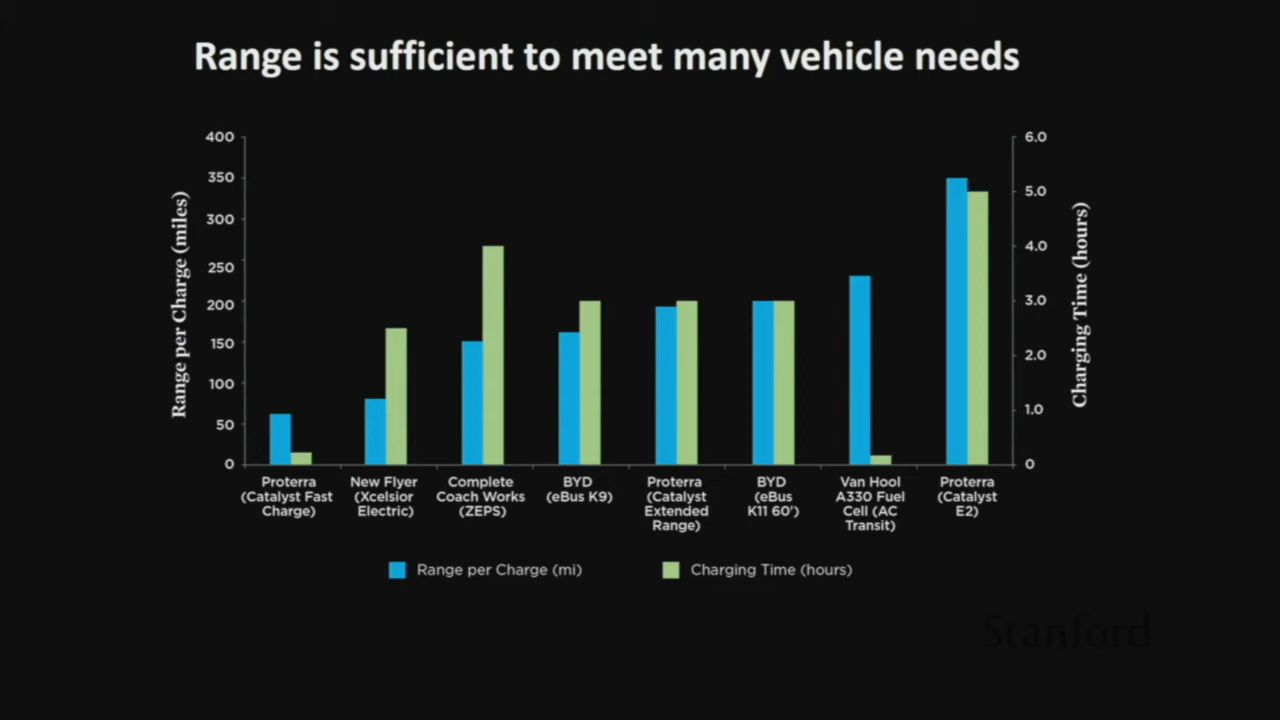 Range is sufficient to meet many vehicle needs
Range per Charge (miles)
400
350
300
250
200
150
100
50
0
6.0
5.0
4.0
3.0
2.0
1.0
0
Charging Time (hours)
Proterra
(Catalyst Fast
Charge)
New Flyer
(Xcelsior
Electric)
Complete
Coach Works
(ZEPS)
BYD
(eBus K9)
Proterra
(Catalyst
Extended
Range)
BYD
(eBus
K11 60')
Van Hool
A330 Fuel
Cell (AC
Transit)
Proterra
(Catalyst
E2)
Range per Charge (mi)
Charging Time (hours)
Stanford